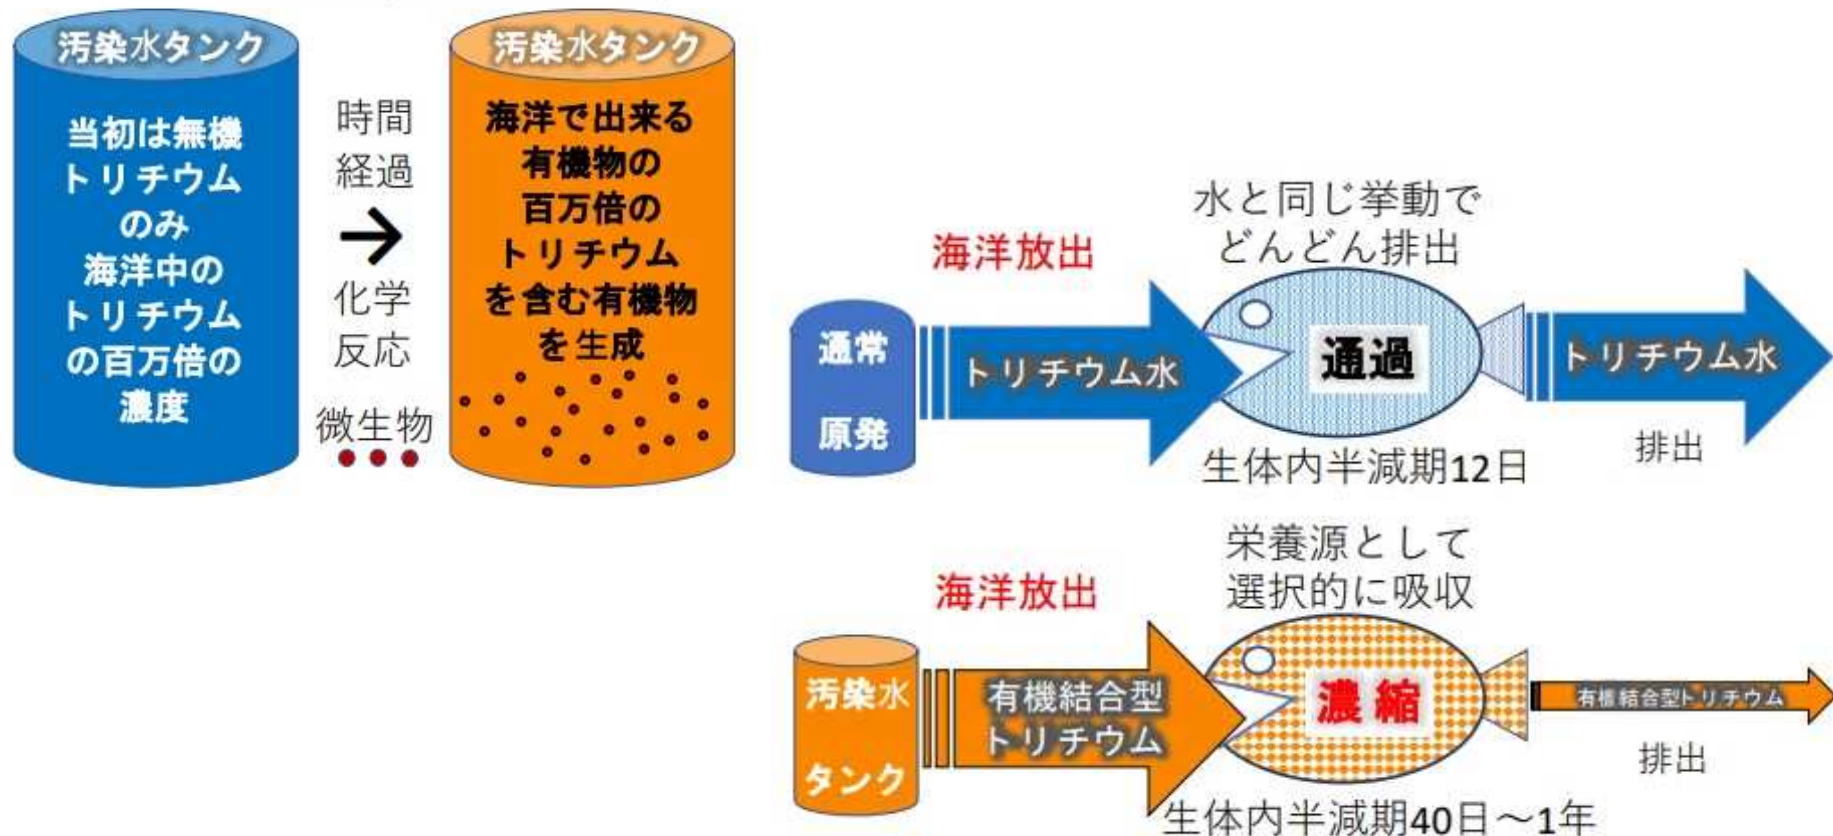 汚染水タンク
当初は無機
トリチウム
のみ
海洋中の
トリチウム
の百万倍の
濃度
時間
経過
→
化学
反応
微生物
汚染水タンク
海洋で出来る
有機物の
百万倍の
トリチウム
を含む有機物
を生成
海洋放出
水と同じ挙動で
どんどん排出
通常
原発
トリチウム水
通過
トリチウム水
生体内半減期12日
排出
海洋放出
栄養源として
選択的に吸収
汚染水
タンク
有機結合型
トリチウム
濃縮
有機結合型トリチウム
排出
生体内半減期40日～1年